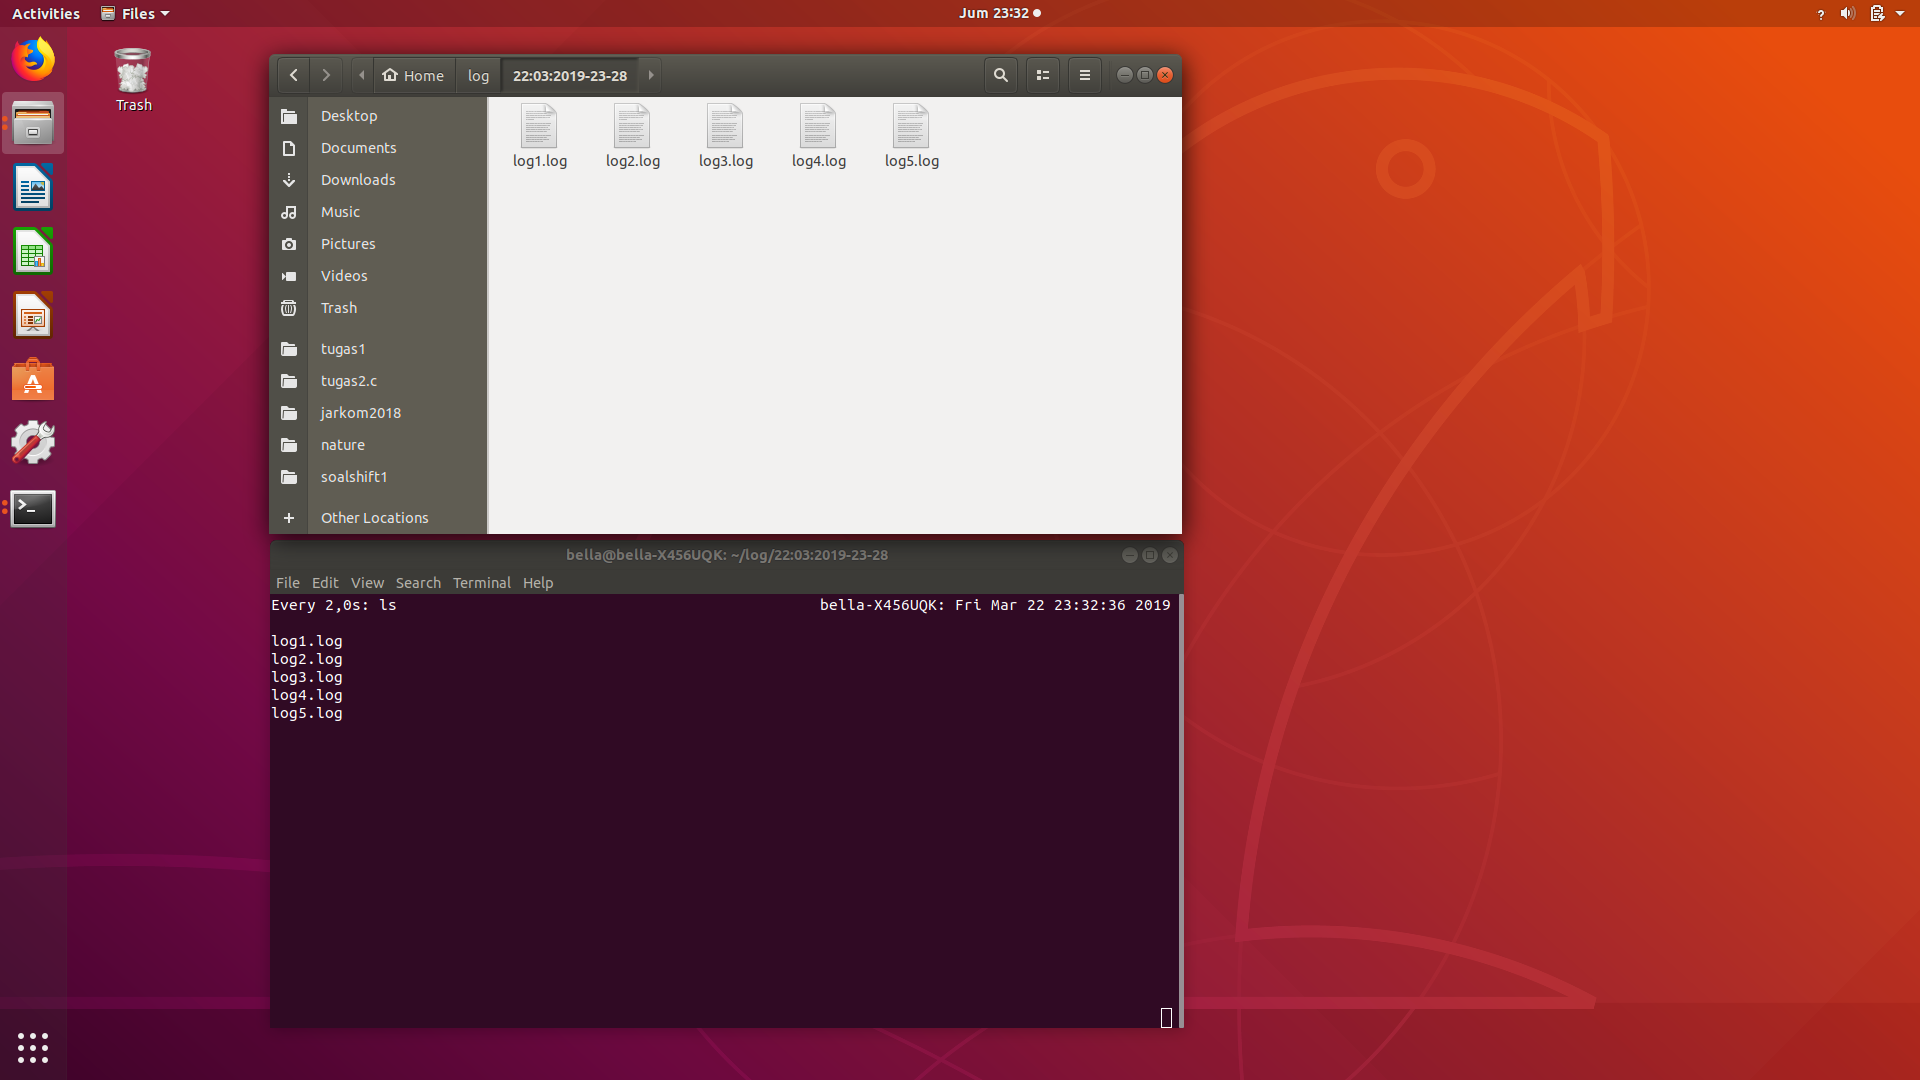 Activities Files Jum 23:32 ?
Trash
Home log 22:03:2019-23-28
Desktop
Documents
Downloads
Music
Pictures
Videos
Trash
tugas1
tugas2.c
jarkom2018
nature
soalshift1
Other Locations
log1.log log2.log log3.log log4.log log5.log
bella@bella-X456UQK: ~/log/22:03:2019-23-28
File Edit View Search Terminal Help
Every 2,0s: ls bella-X456UQK: Fri Mar 22 23:32:36 2019
log1.log
log2.log
log3.log
log4.log
log5.log